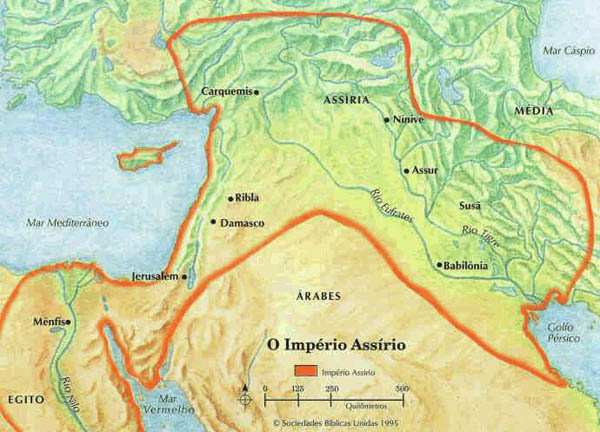 Mar Cáspio
Carquemis
ASSÍRIA
MÉDIA
Nínive
Assur
Ribla
Susã
Rio Eufrates
Mar Mediterrâneo
Damasco
Rio Tigre
Jerusalém
Babilônia
ÁRABES
Mênfis
Golfo
Pérsico
O Império Assírio
Império Assírio
EGITO
Rio Nilo
Mar
Vermelho
0 125 250 500
Quilômetros
© Sociedades Bíblicas Unidas 1995